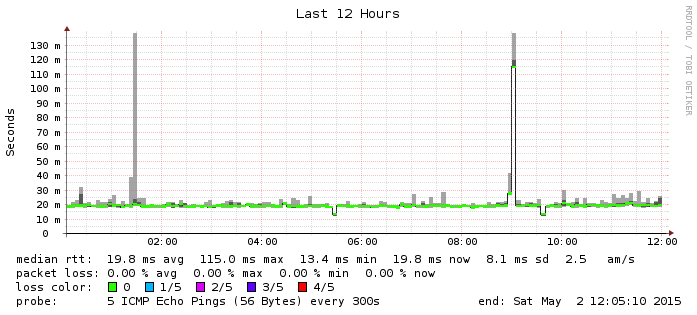 Last 12 Hours
RRDTOOL / TOBI OETIKER
Seconds
130 m
120 m
110 m
100 m
90 m
80 m
70 m
60 m
50 m
40 m
30 m
20 m
10 m
0
02:00 04:00 06:00 08:00 10:00 12:00
median rtt: 19.8 ms avg 115.0 ms max 13.4 ms min 19.8 ms now 8.1 ms sd 2.5 am/s
packet loss: 0.00 % avg 0.00 % max 0.00 % min 0.00 % now
loss color: 0 1/5 2/5 3/5 4/5
probe: 5 ICMP Echo Pings (56 Bytes) every 300s end: Sat May 2 12:05:10 2015